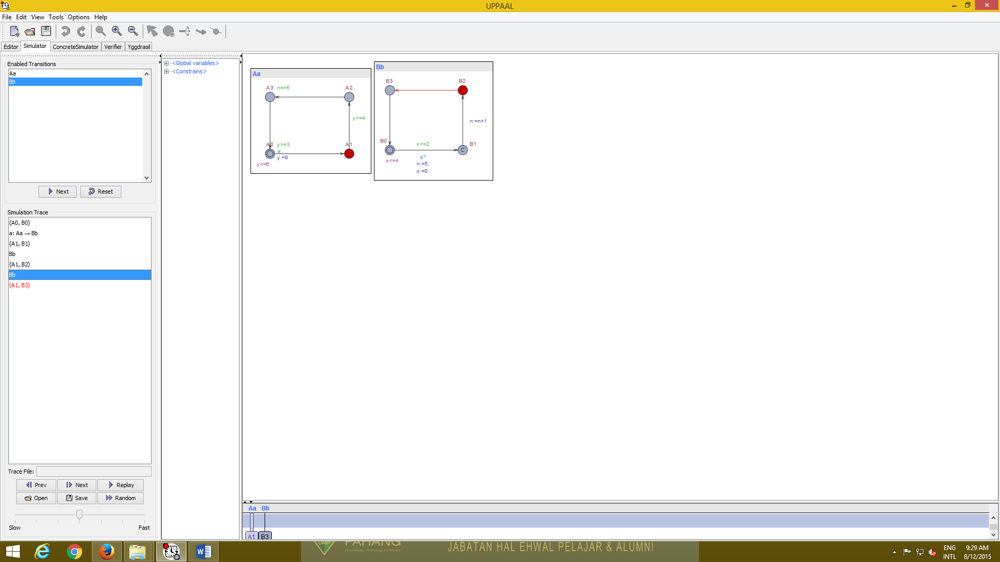 UPPAAL
File Edit View Tools Options Help
Editor Simulator ConcreteSimulator Verifier Yggdrasil
Enabled Transitions
Aa
Bb
Next Reset
Simulation Trace
(A0, B0)
a: Aa → Bb
(A1, B1)
Bb
(A1, B2)
Bb
(A1, B3)
Trace File:
Prev Next Replay
Open Save Random
Slow Fast
<Global variables>
<Constrains>
Aa
A3 n==5 A2
y>=4
A0 y>=3 A1
a!
y:=0
y<=6
Bb
B3 B2
n:=n+1
B0 x>=2 B1
C
x<=4 a?
n:=5,
x:=0
Aa Bb
A1 B3
UMP PAHANG
Engineering • Technology • Creativity
JABATAN HAL EHWAL PELAJAR & ALUMNI
ENG 9:29 AM
INTL 8/12/2015